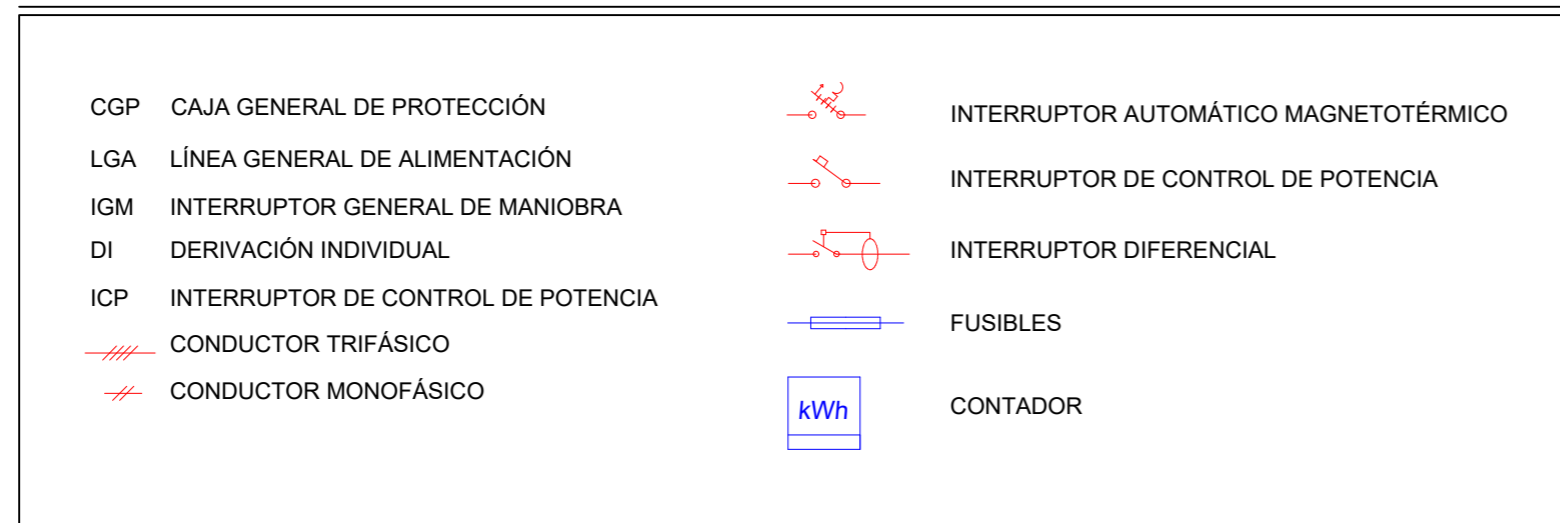 CGP CAJA GENERAL DE PROTECCIÓN
LGA LÍNEA GENERAL DE ALIMENTACIÓN
IGM INTERRUPTOR GENERAL DE MANIOBRA
DI DERIVACIÓN INDIVIDUAL
ICP INTERRUPTOR DE CONTROL DE POTENCIA
CONDUCTOR TRIFÁSICO
CONDUCTOR MONOFÁSICO
INTERRUPTOR AUTOMÁTICO MAGNETOTÉRMICO
INTERRUPTOR DE CONTROL DE POTENCIA
INTERRUPTOR DIFERENCIAL
FUSIBLES
kWh CONTADOR